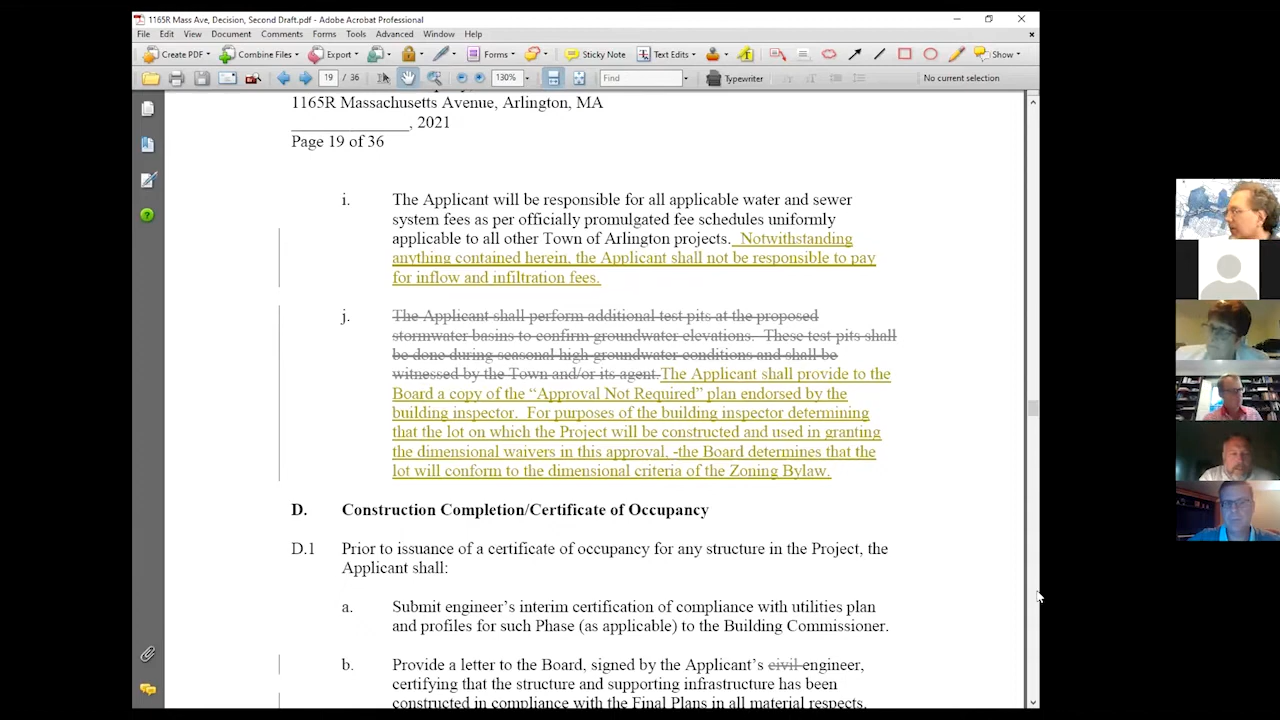 1165R Mass Ave, Decision, Second Draft.pdf - Adobe Acrobat Professional
File Edit View Document Comments Forms Tools Advanced Window Help
Create PDF Combine Files Export Forms Sticky Note Text Edits Show
19 / 36 130% Find Typewriter No current selection
1165R Massachusetts Avenue, Arlington, MA
______________, 2021
Page 19 of 36
i. The Applicant will be responsible for all applicable water and sewer
system fees as per officially promulgated fee schedules uniformly
applicable to all other Town of Arlington projects. Notwithstanding
anything contained herein, the Applicant shall not be responsible to pay
for inflow and infiltration fees.
j. The Applicant shall perform additional test pits at the proposed
stormwater basins to confirm groundwater elevations. These test pits shall
be done during seasonal high groundwater conditions and shall be
witnessed by the Town and/or its agent. The Applicant shall provide to the
Board a copy of the “Approval Not Required” plan endorsed by the
building inspector. For purposes of the building inspector determining
that the lot on which the Project will be constructed and used in granting
the dimensional waivers in this approval, -the Board determines that the
lot will conform to the dimensional criteria of the Zoning Bylaw.
D. Construction Completion/Certificate of Occupancy
D.1 Prior to issuance of a certificate of occupancy for any structure in the Project, the
Applicant shall:
a. Submit engineer’s interim certification of compliance with utilities plan
and profiles for such Phase (as applicable) to the Building Commissioner.
b. Provide a letter to the Board, signed by the Applicant’s civil engineer,
certifying that the structure and supporting infrastructure has been
constructed in compliance with the Final Plans in all material respects.